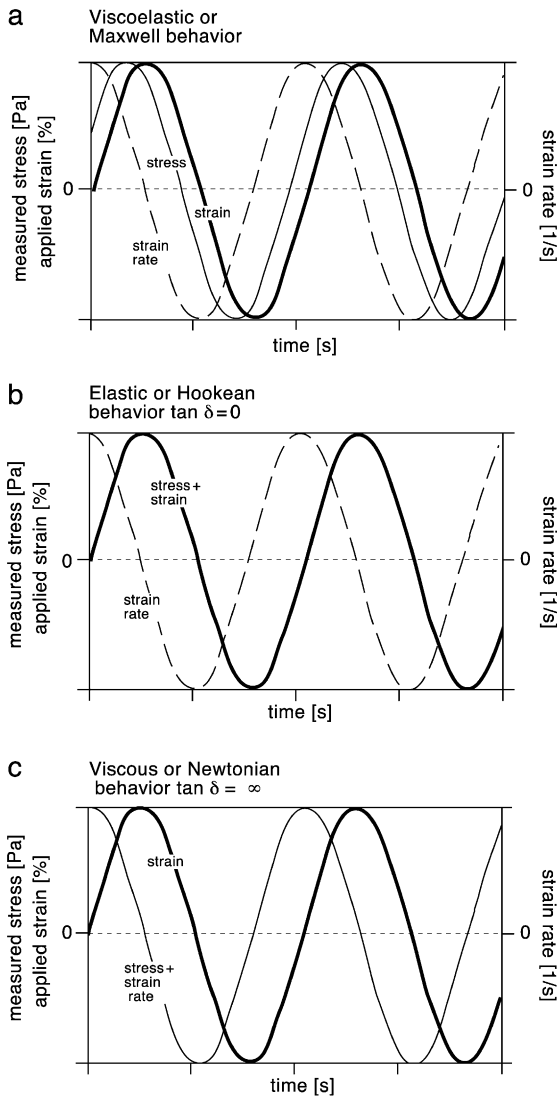 a
Viscoelastic or
Maxwell behavior
measured stress [Pa]
applied strain [%]
0
stress
strain
strain
rate
0
strain rate [1/s]
time [s]
b
Elastic or Hookean
behavior tan δ=0
measured stress [Pa]
applied strain [%]
0
stress+
strain
strain
rate
0
strain rate [1/s]
time [s]
c
Viscous or Newtonian
behavior tan δ = ∞
measured stress [Pa]
applied strain [%]
0
strain
stress+
strain
rate
0
strain rate [1/s]
time [s]